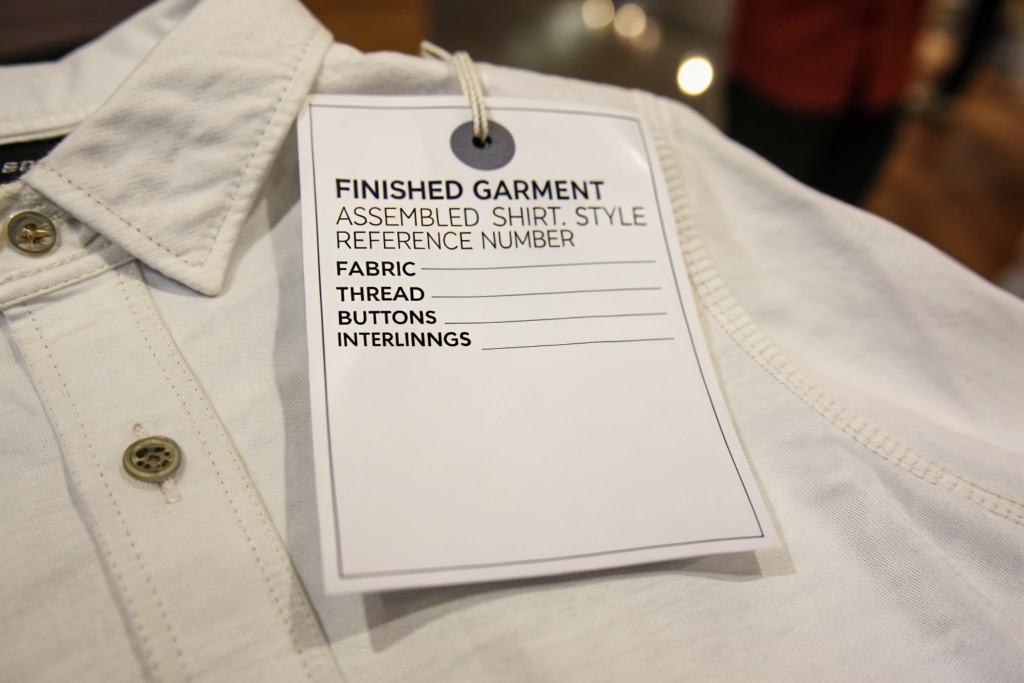 FINISHED GARMENT
ASSEMBLED SHIRT. STYLE
REFERENCE NUMBER
FABRIC
THREAD
BUTTONS
INTERLINNGS